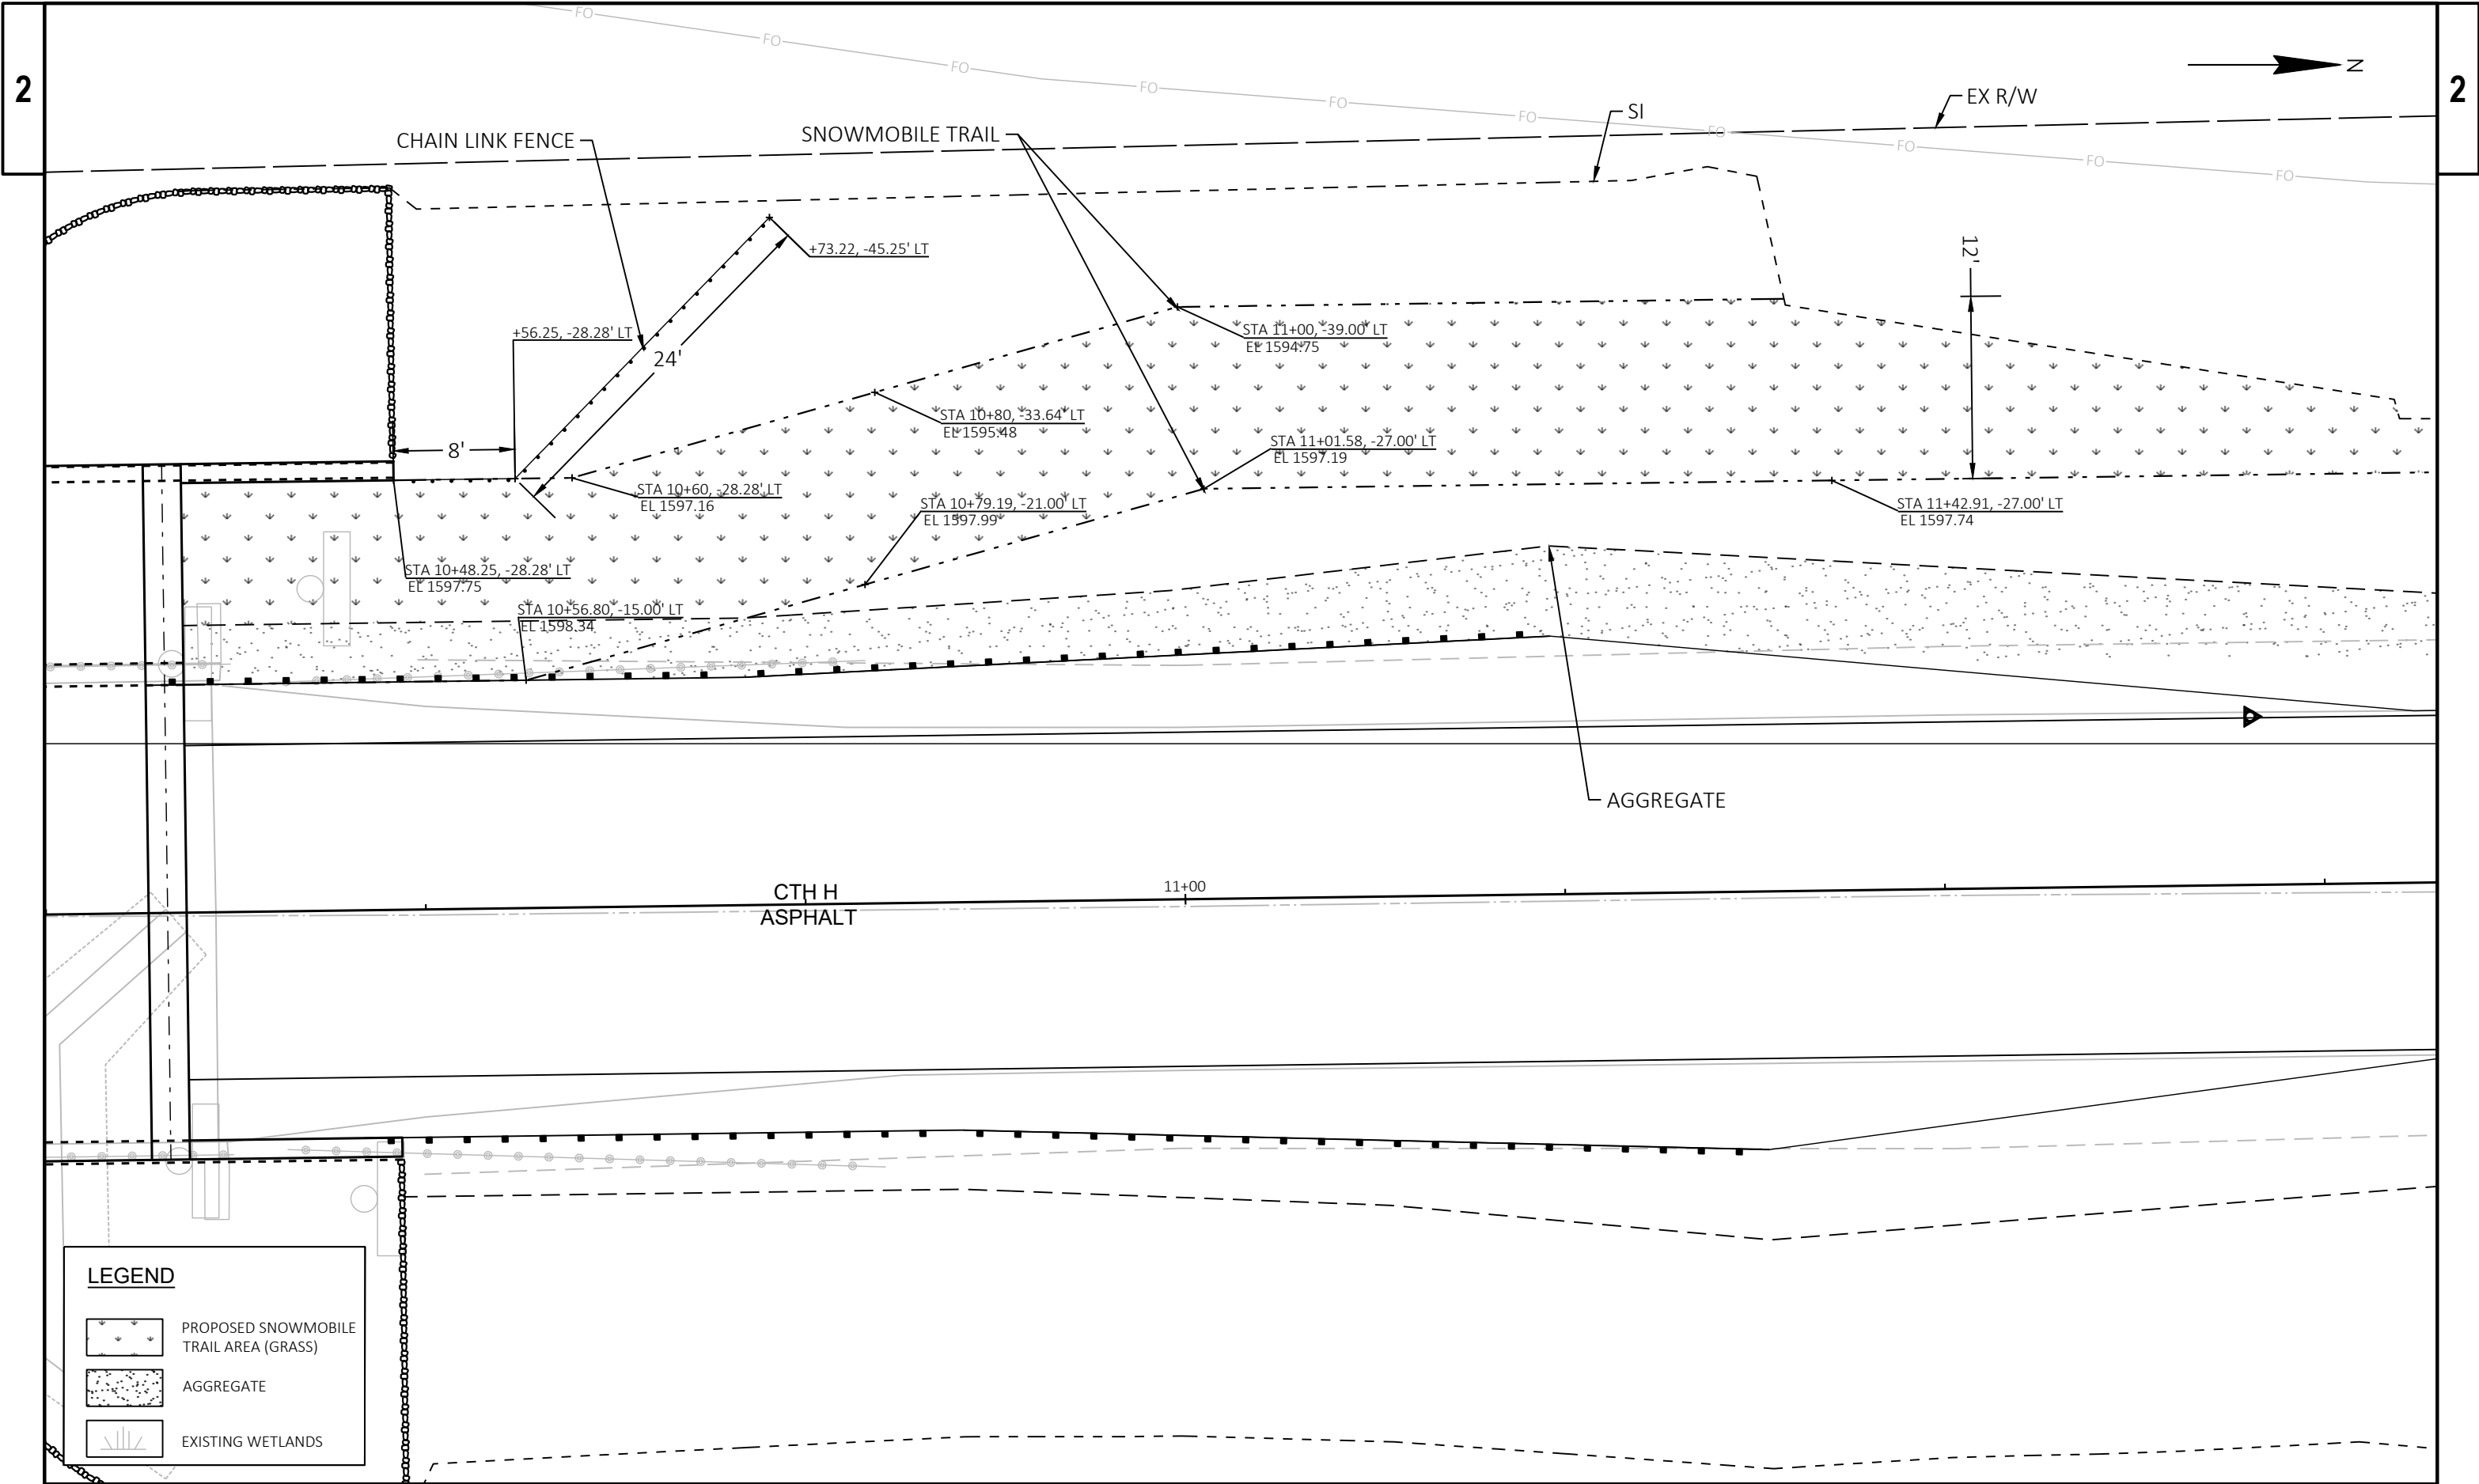 2
2
FO
FO
FO
FO
FO
FO
FO
FO
FO
FO
N
EX R/W
SI
CHAIN LINK FENCE
SNOWMOBILE TRAIL
12'
+73.22, -45.25' LT
+56.25, -28.28' LT
24'
STA 11+00, -39.00' LT
EL 1594.75
STA 10+80, -33.64' LT
EL 1595.48
8'
STA 11+01.58, -27.00' LT
EL 1597.19
STA 10+60, -28.28' LT
EL 1597.16
STA 10+79.19, -21.00' LT
EL 1597.99
STA 11+42.91, -27.00' LT
EL 1597.74
STA 10+48.25, -28.28' LT
EL 1597.75
STA 10+56.80, -15.00' LT
EL 1598.34
AGGREGATE
CTH H
ASPHALT
11+00
LEGEND
PROPOSED SNOWMOBILE
TRAIL AREA (GRASS)
AGGREGATE
EXISTING WETLANDS